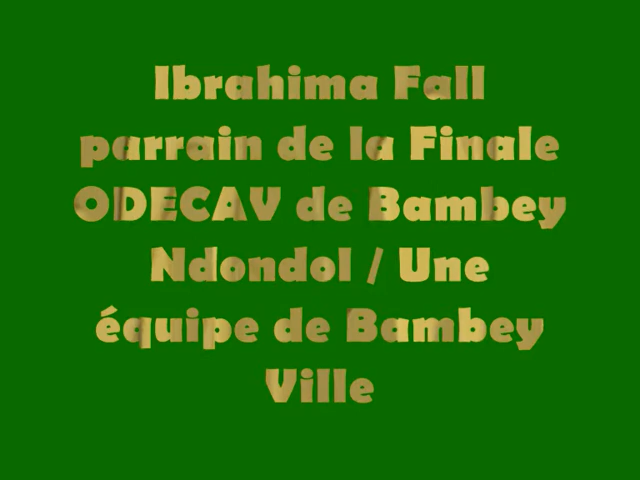 Ibrahima Fall
parrain de la Finale
ODECAV de Bambey
Ndondol / Une
équipe de Bambey
Ville